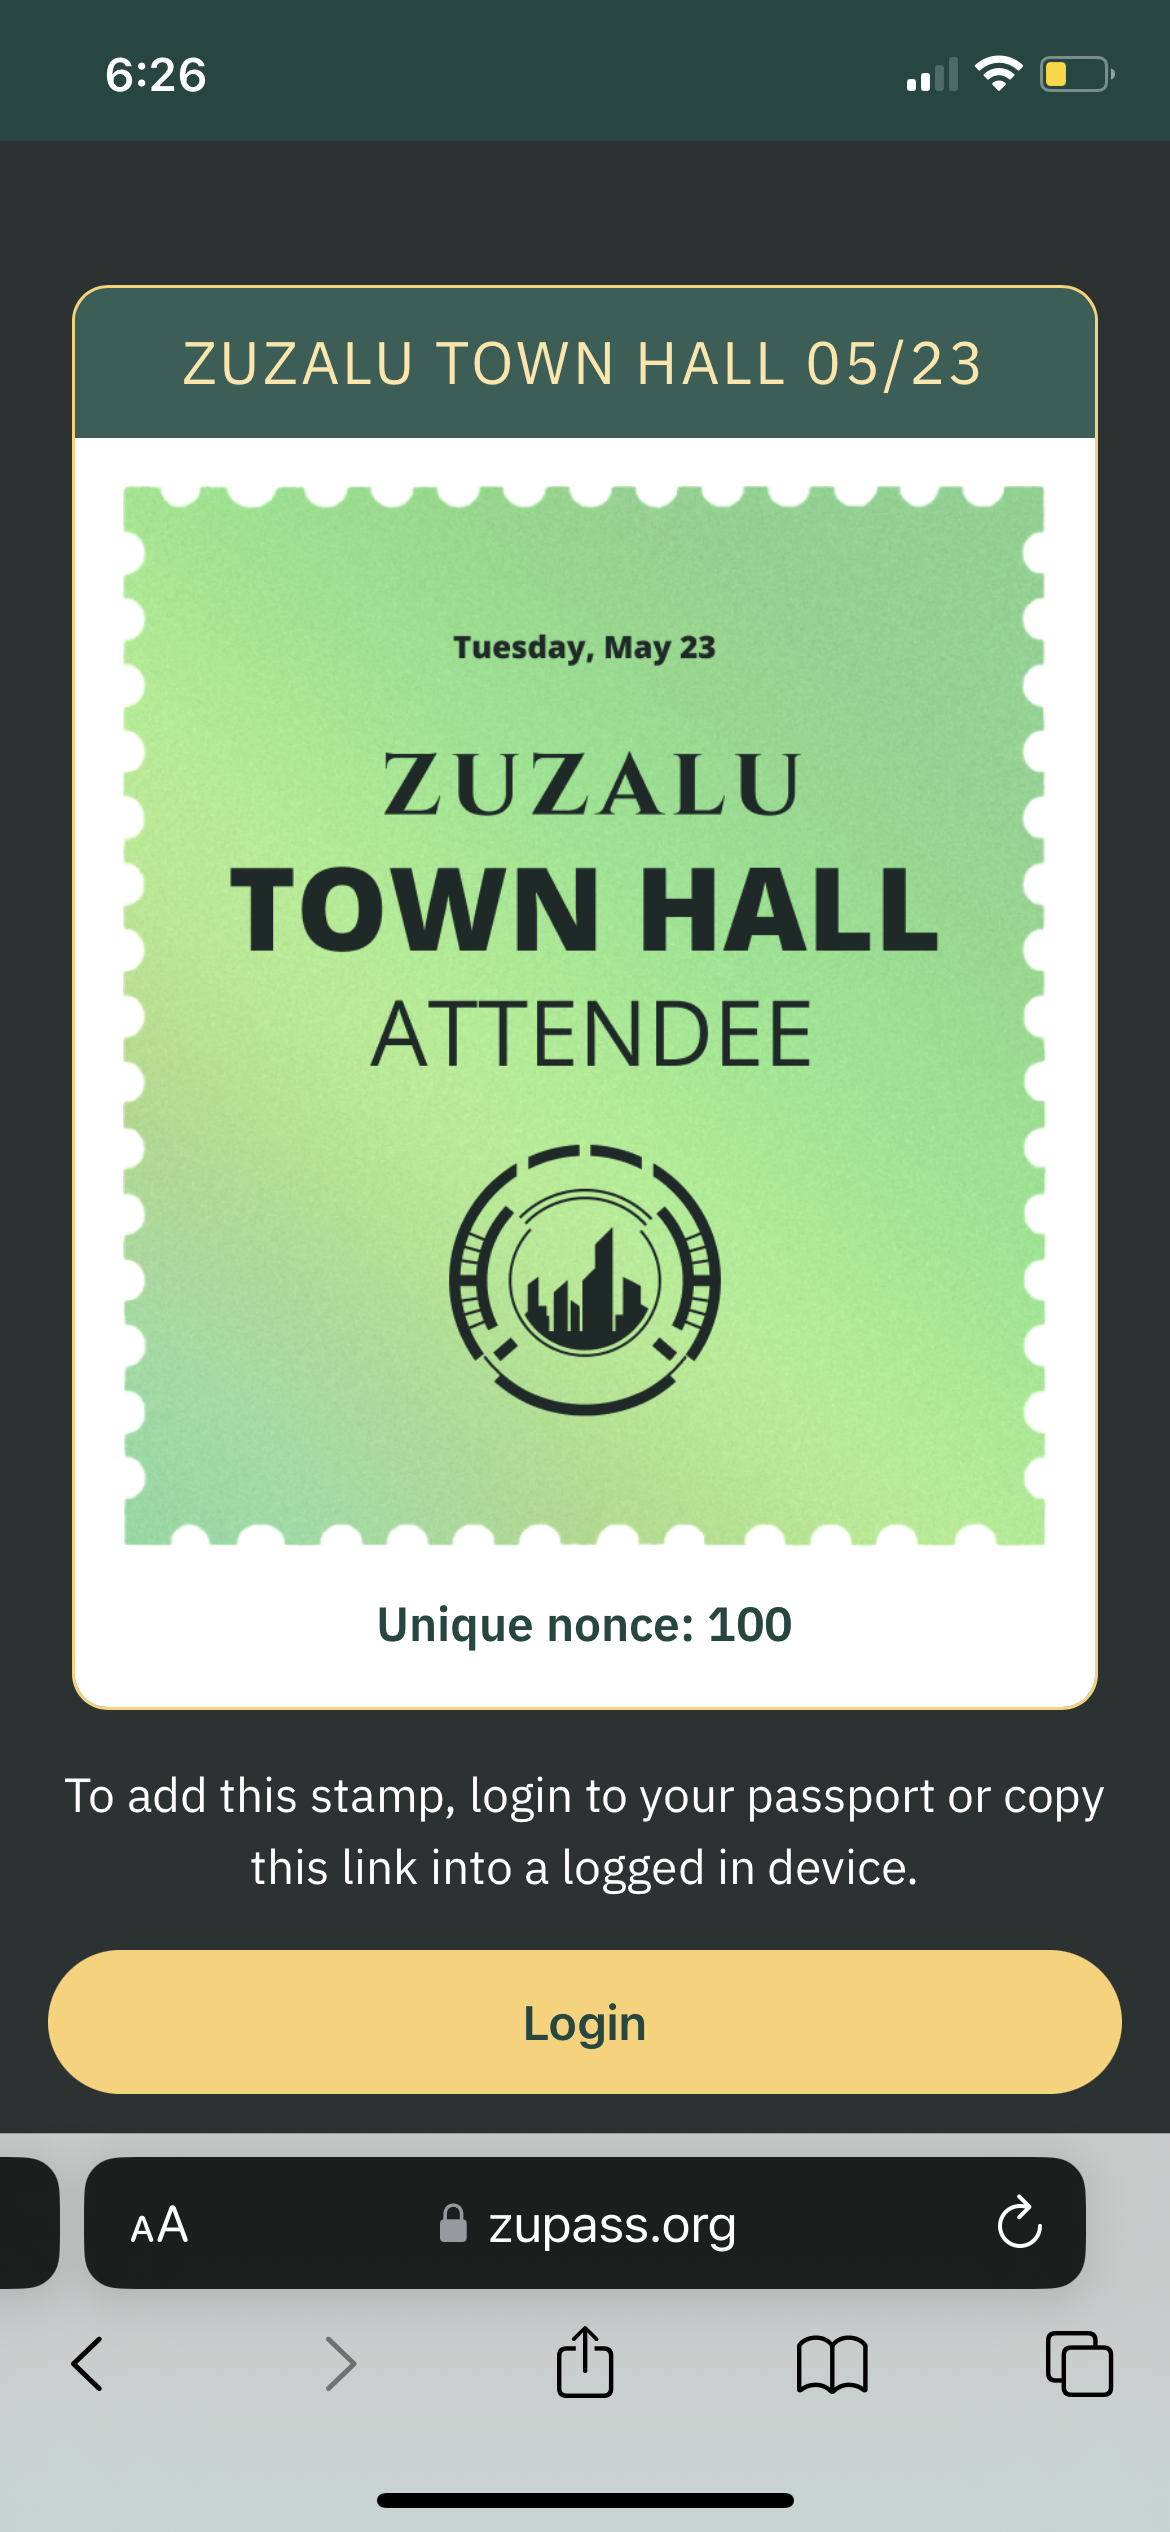 6:26
ZUZALU TOWN HALL 05/23
Tuesday, May 23
ZUZALU
TOWN HALL
ATTENDEE
Unique nonce: 100
To add this stamp, login to your passport or copy
this link into a logged in device.
Login
AA zupass.org